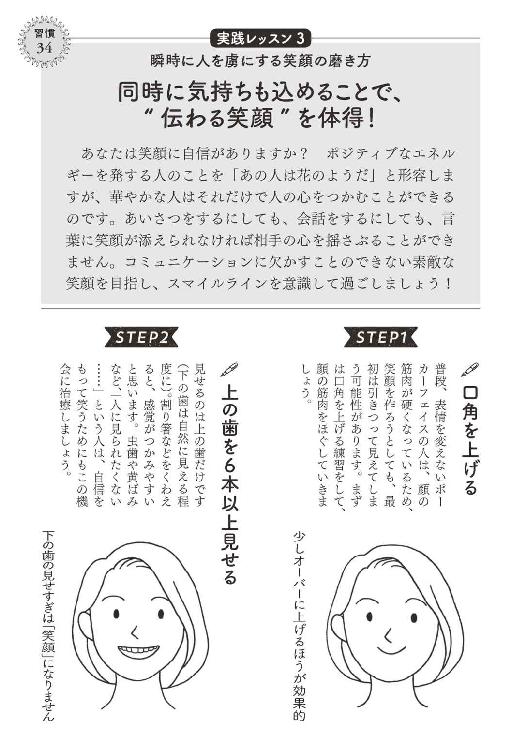 習慣
34
実践レッスン 3
瞬時に人を虜にする笑顔の磨き方
同時に気持ちも込めることで、
“伝わる笑顔”を体得!
あなたは笑顔に自信がありますか? ポジティブなエネル
ギーを発する人のことを「あの人は花のようだ」と形容しま
すが、華やかな人はそれだけで人の心をつかむことができる
のです。あいさつをするにしても、会話をするにしても、言
葉に笑顔が添えられなければ相手の心を揺さぶることができ
ません。コミュニケーションに欠かすことのできない素敵な
笑顔を目指し、スマイルラインを意識して過ごしましょう!
STEP1
口角を上げる
普段、表情を変えないポー
カーフェイスの人は、顔の
筋肉が硬くなっているため、
笑顔を作ろうとしても、最
初は引きつって見えてしま
う可能性があります。まず
は口角を上げる練習をして、
顔の筋肉をほぐしていきま
しょう。
少しオーバーに上げるほうが効果的
STEP2
上の歯を6本以上見せる
見せるのは上の歯だけです
(下の歯は自然に見える程
度に)。割り箸などをくわえ
ると、感覚がつかみやすい
と思います。虫歯や黄ばみ
など、「人に見られたくない
……」という人は、自信を
もって笑うためにもこの機
会に治療しましょう。
下の歯の見せすぎは「笑顔」になりません